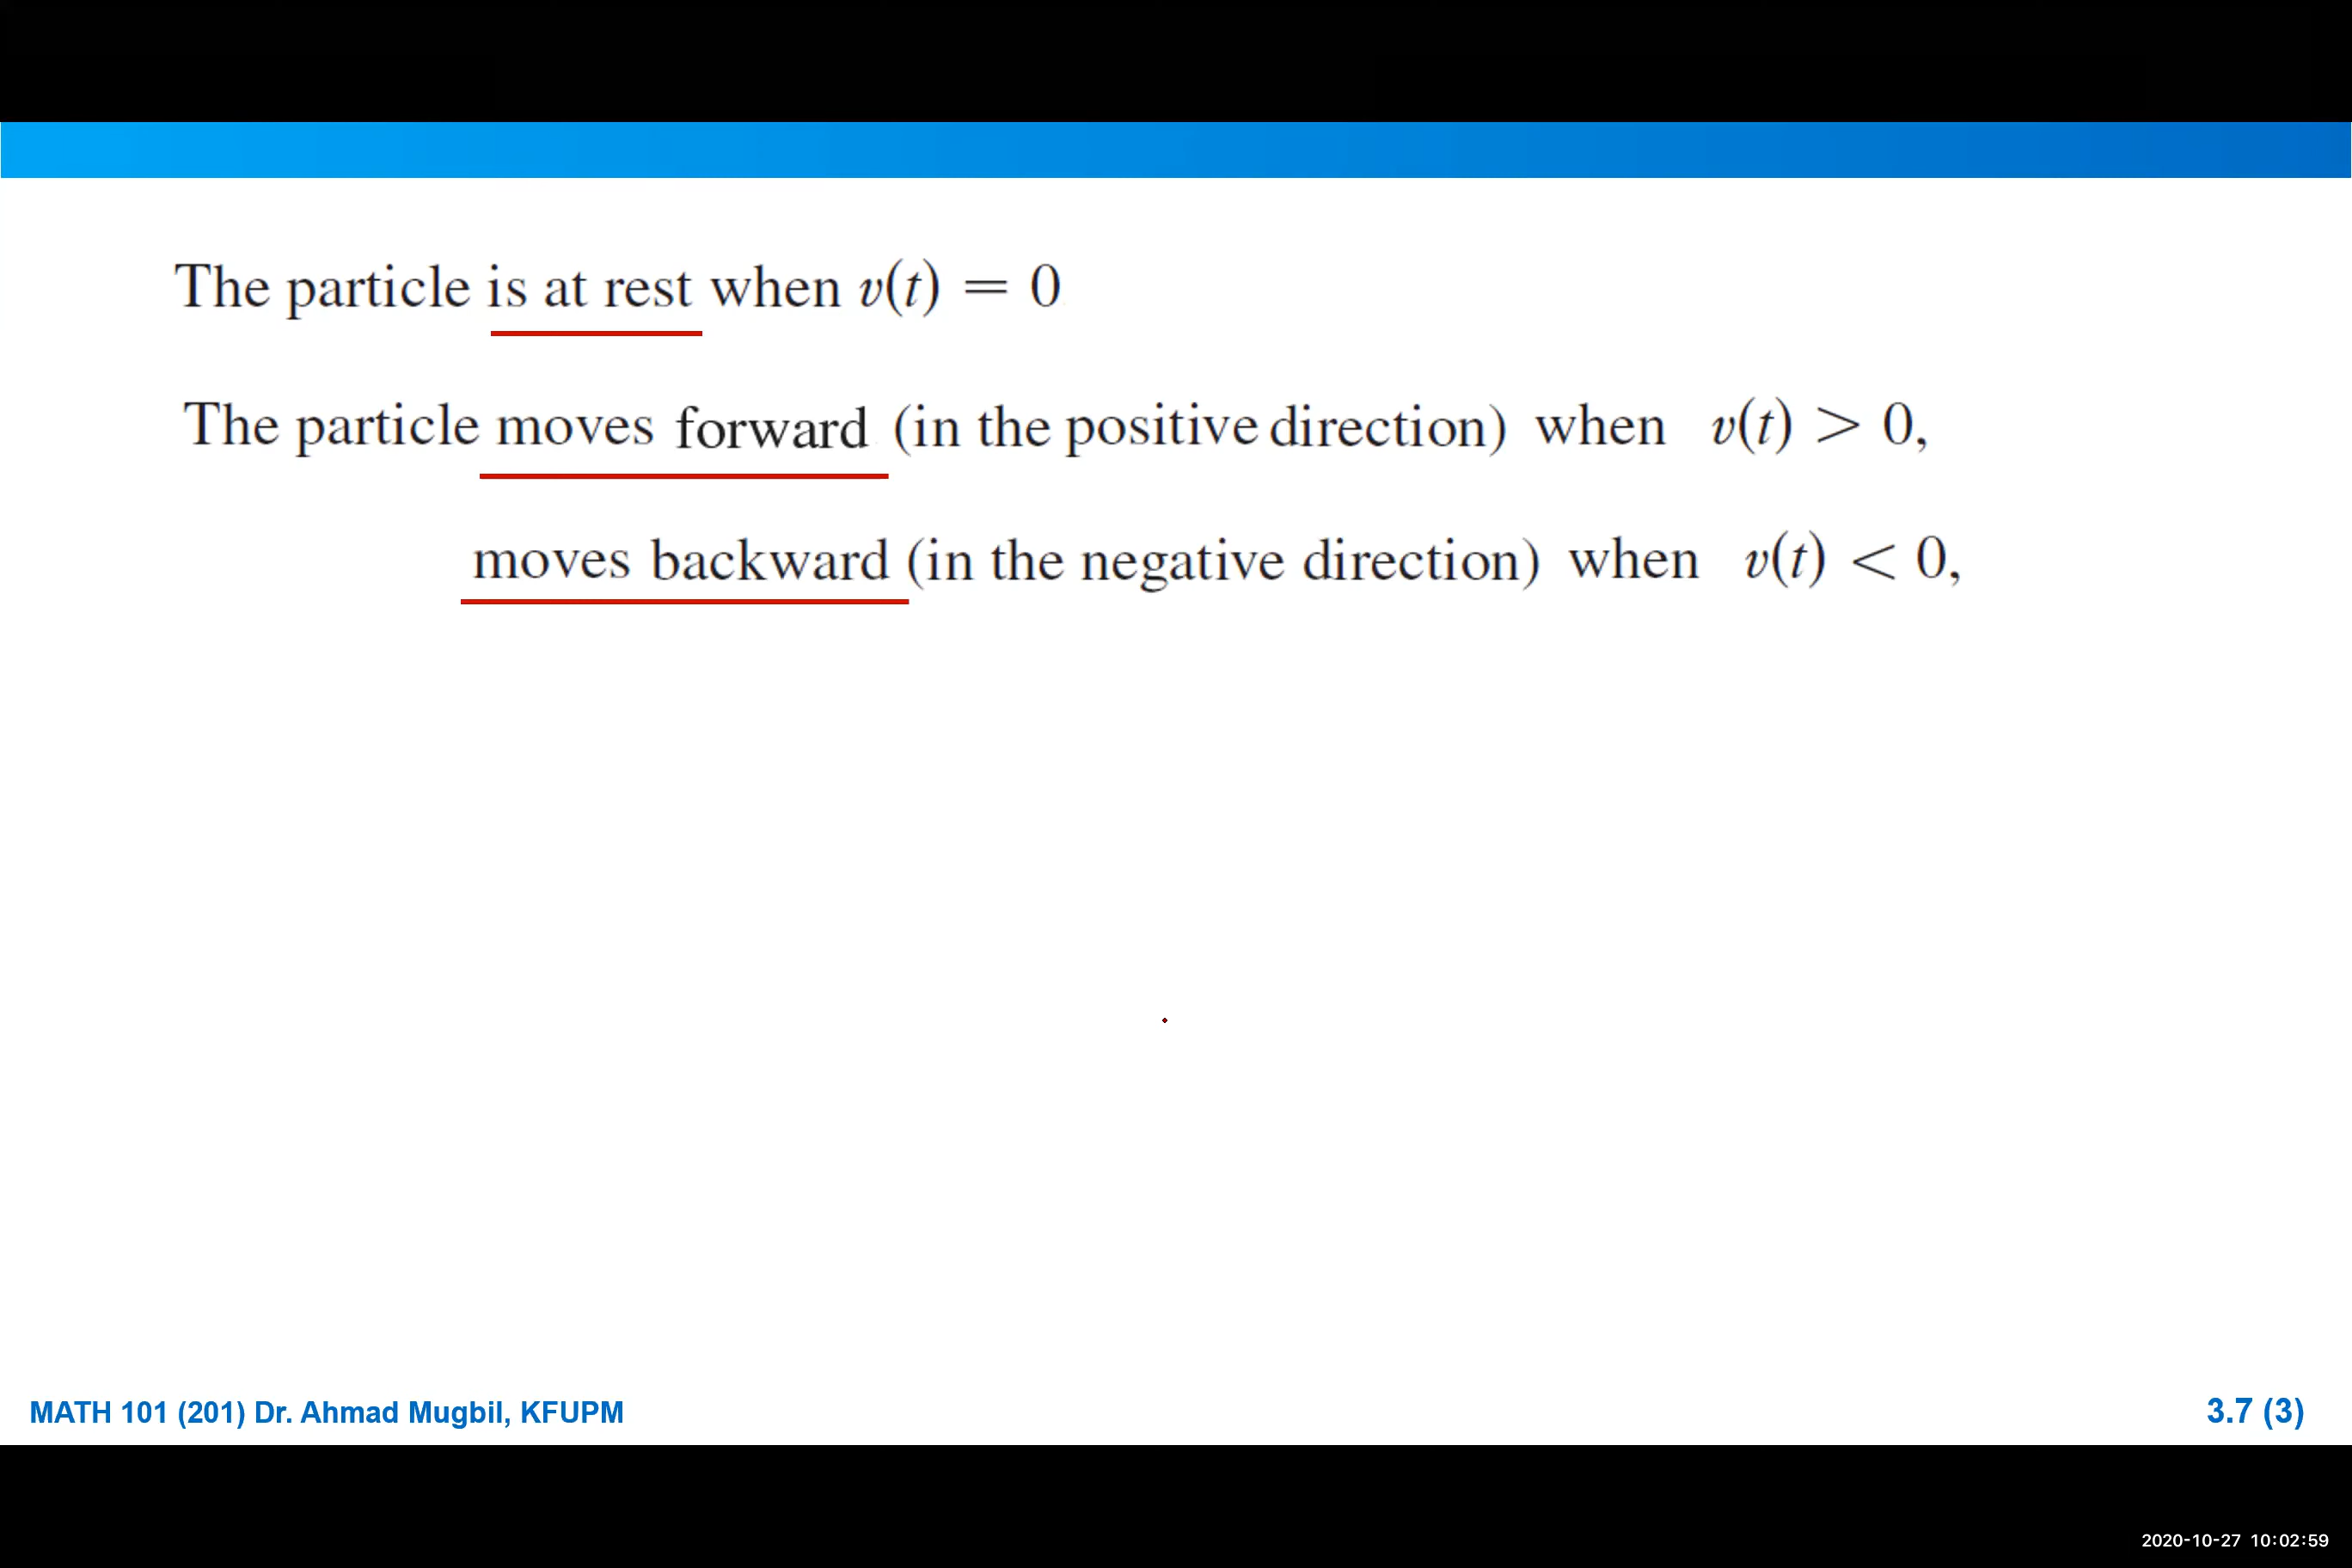 The particle is at rest when v(t) = 0
The particle moves forward (in the positive direction) when v(t) > 0,
moves backward (in the negative direction) when v(t) < 0,
MATH 101 (201) Dr. Ahmad Mugbil, KFUPM
3.7 (3)
2020-10-27 10:02:59